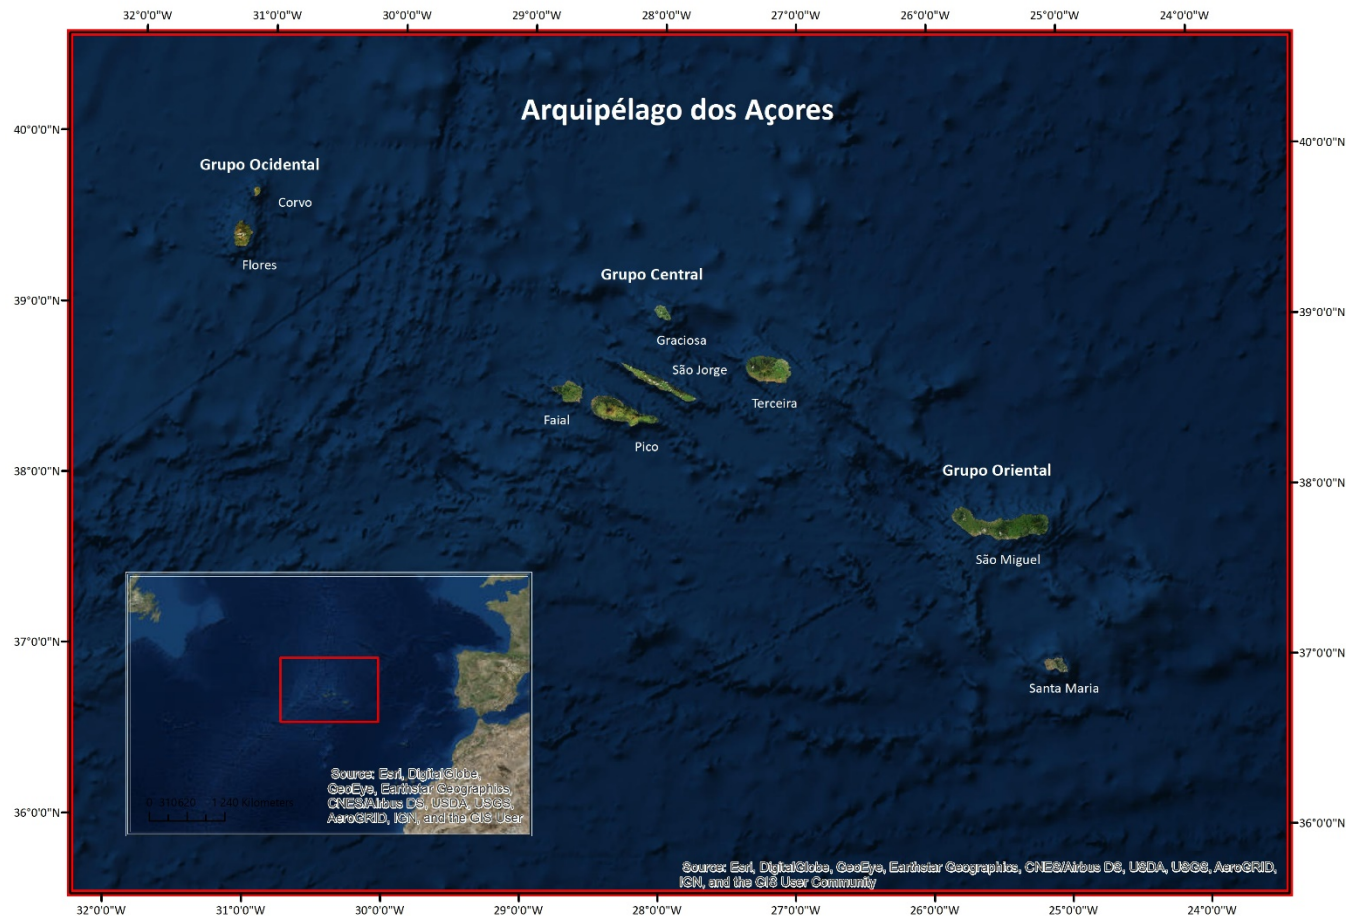 32°0'0"W 31°0'0"W 30°0'0"W 29°0'0"W 28°0'0"W 27°0'0"W 26°0'0"W 25°0'0"W 24°0'0"W
Arquipélago dos Açores
40°0'0"N 40°0'0"N
Grupo Ocidental
Corvo
Flores
Grupo Central
39°0'0"N 39°0'0"N
Graciosa
São Jorge
Terceira
Faial
Pico
38°0'0"N 38°0'0"N
Grupo Oriental
São Miguel
37°0'0"N 37°0'0"N
Santa Maria
Source: Esri, DigitalGlobe,
GeoEye, Earthstar Geographics,
CNES/Airbus DS, USDA, USGS,
AeroGRID, IGN, and the GIS User
Kilometers
36°0'0"N 36°0'0"N
Source: Esri, DigitalGlobe, GeoEye, Earthstar Geographics, CNES/Airbus DS, USDA, USGS, AeroGRID,
IGN, and the GIS User Community
32°0'0"W 31°0'0"W 30°0'0"W 29°0'0"W 28°0'0"W 27°0'0"W 26°0'0"W 25°0'0"W 24°0'0"W